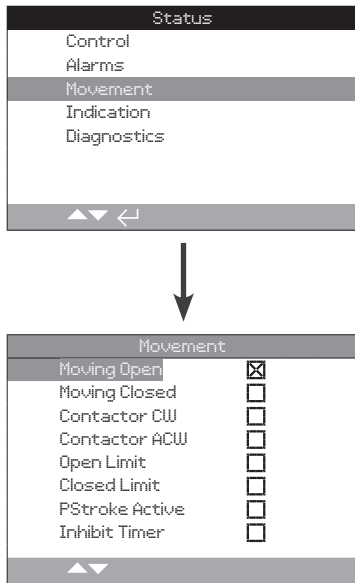 Status
Control
Alarms
Movement
Indication
Diagnostics
Movement
Moving Open
Moving Closed
Contactor CW
Contactor ACW
Open Limit
Closed Limit
PStroke Active
Inhibit Timer